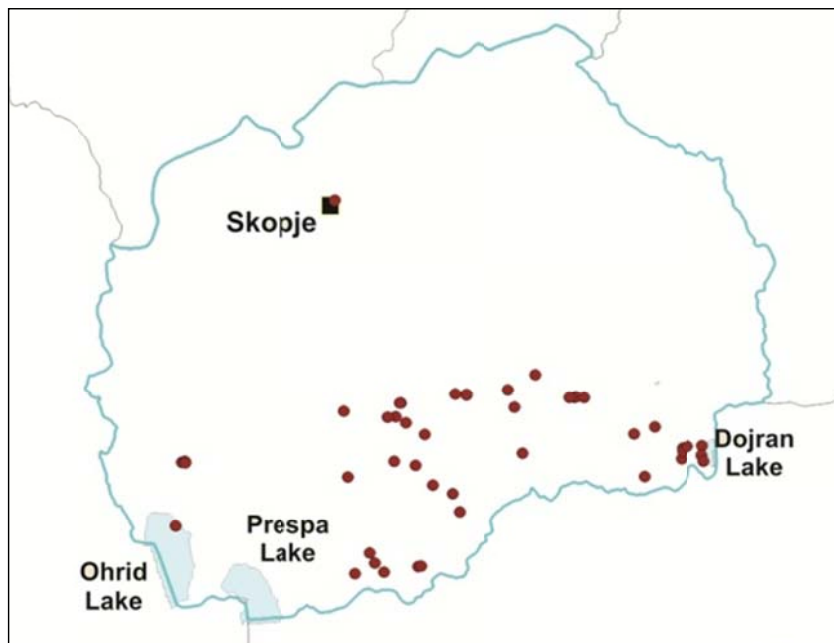 Skopje
Dojran
Lake
Prespa
Lake
Ohrid
Lake